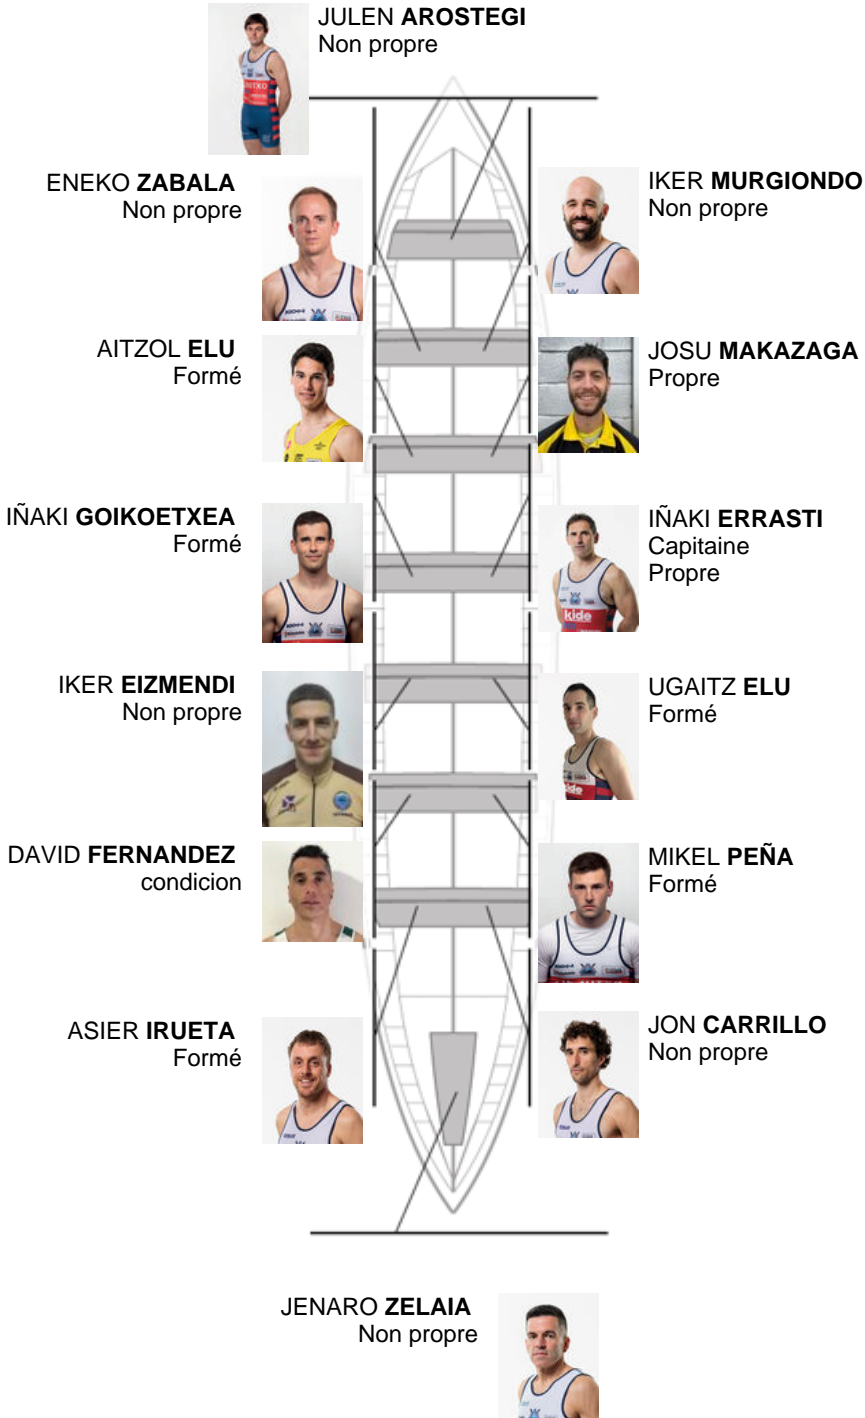 JULEN AROSTEGI
Non propre
ENEKO ZABALA
Non propre
IKER MURGIONDO
Non propre
AITZOL ELU
Formé
JOSU MAKAZAGA
Propre
IÑAKI GOIKOETXEA
Formé
IÑAKI ERRASTI
Capitaine
Propre
kide
IKER EIZMENDI
Non propre
UGAITZ ELU
Formé
kide
DAVID FERNANDEZ
condicion
MIKEL PEÑA
Formé
ASIER IRUETA
Formé
JON CARRILLO
Non propre
JENARO ZELAIA
Non propre